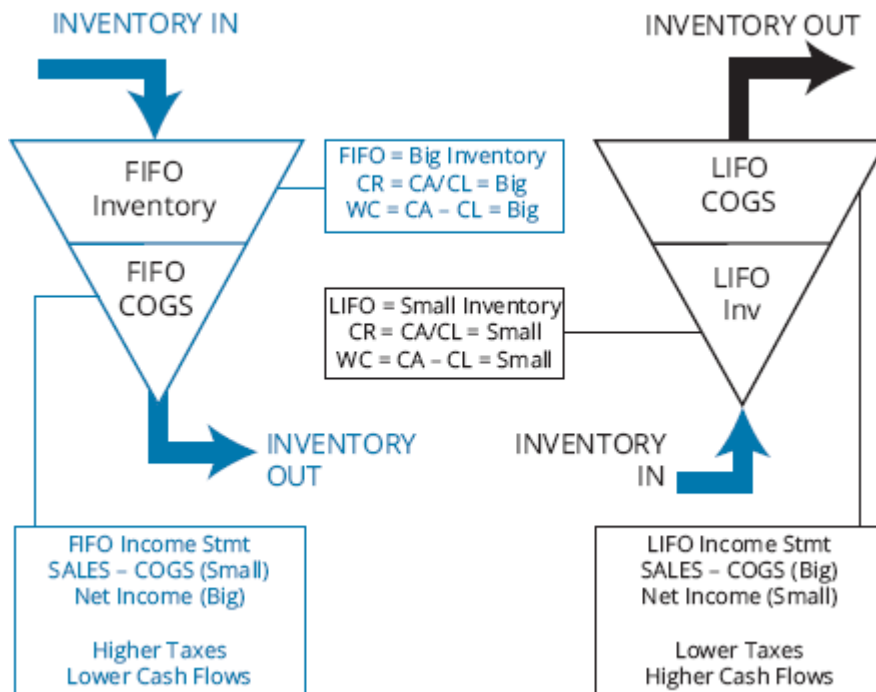 INVENTORY IN
FIFO
Inventory
FIFO
COGS
FIFO = Big Inventory
CR = CA/CL = Big
WC = CA – CL = Big
INVENTORY
OUT
FIFO Income Stmt
SALES – COGS (Small)
Net Income (Big)
Higher Taxes
Lower Cash Flows
INVENTORY OUT
LIFO
COGS
LIFO
Inv
LIFO = Small Inventory
CR = CA/CL = Small
WC = CA – CL = Small
INVENTORY
IN
LIFO Income Stmt
SALES – COGS (Big)
Net Income (Small)
Lower Taxes
Higher Cash Flows